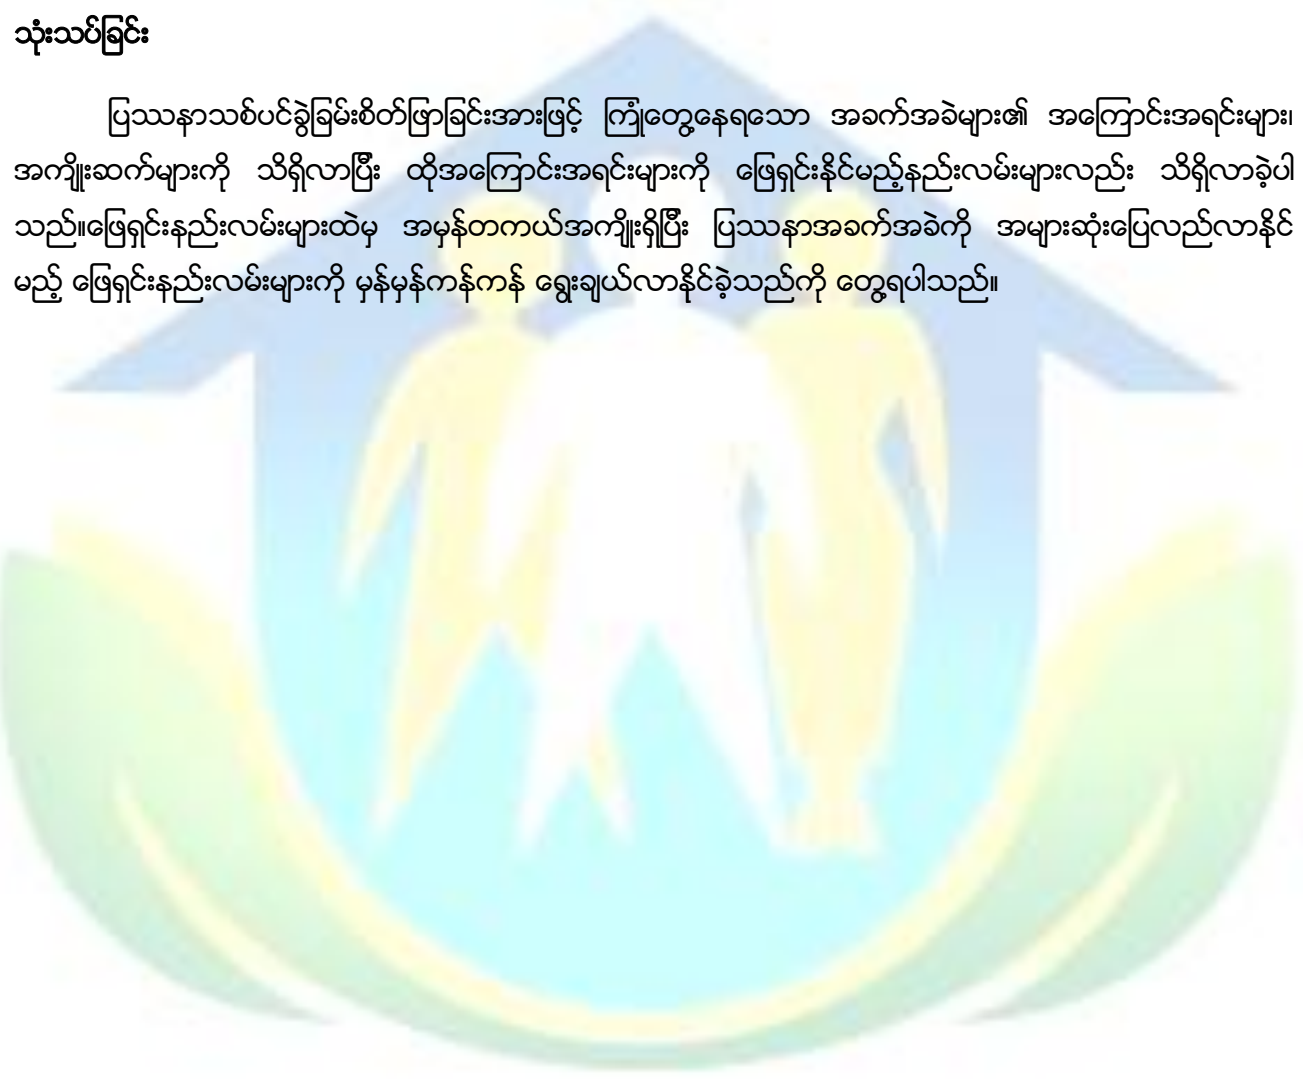 သုံးသပ်ခြင်း
ပြဿနာသစ်ပင်ခွဲခြမ်းစိတ်ဖြာခြင်းအားဖြင့် ကြုံတွေ့နေရသော အခက်အခဲများ၏ အကြောင်းအရင်းများ၊
အကျိုးဆက်များကို သိရှိလာပြီး ထိုအကြောင်းအရင်းများကို ဖြေရှင်းနိုင်မည့်နည်းလမ်းများလည်း သိရှိလာခဲ့ပါ
သည်။ဖြေရှင်းနည်းလမ်းများထဲမှ အမှန်တကယ်အကျိုးရှိပြီး ပြဿနာအခက်အခဲကို အများဆုံးပြေလည်လာနိုင်
မည့် ဖြေရှင်းနည်းလမ်းများကို မှန်မှန်ကန်ကန် ရွေးချယ်လာနိုင်ခဲ့သည်ကို တွေ့ရပါသည်။